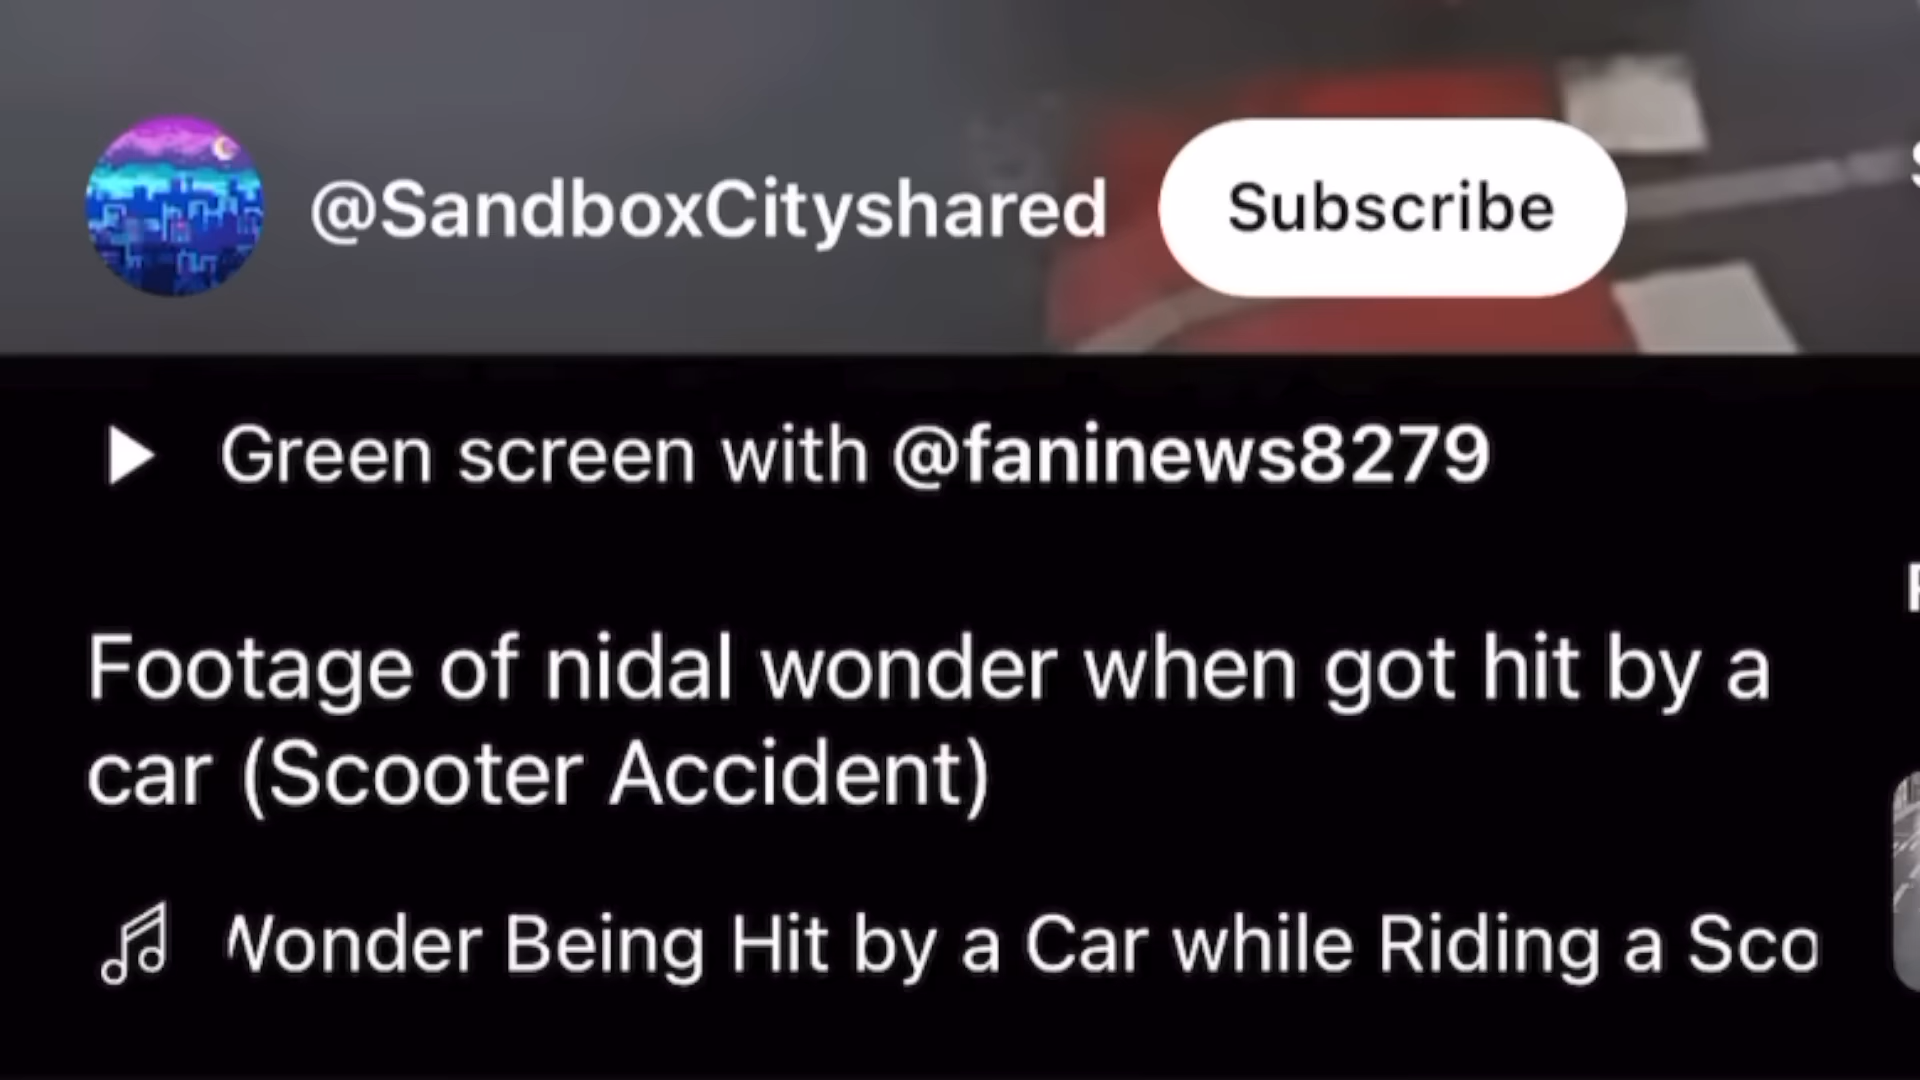 @SandboxCityshared
Subscribe
Green screen with @faninews8279
Footage of nidal wonder when got hit by a
car (Scooter Accident)
Wonder Being Hit by a Car while Riding a Sco